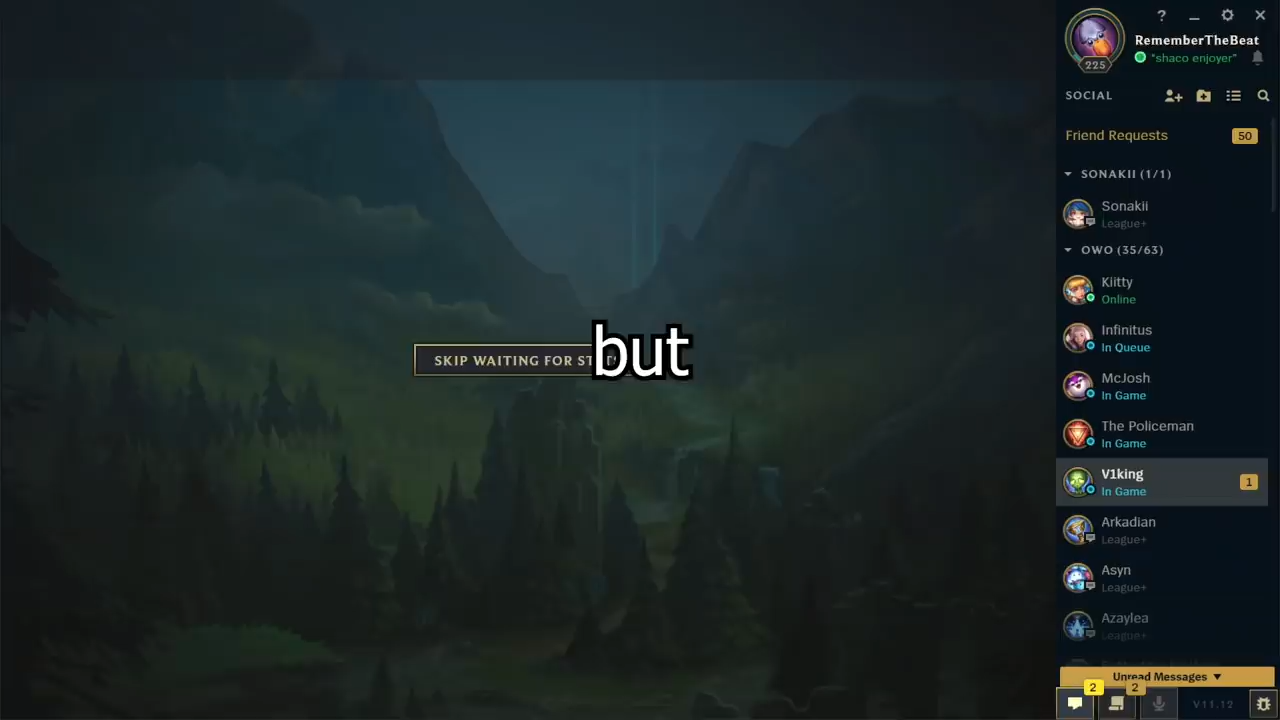 ?
RememberTheBeat
225
"shaco enjoyer"
SOCIAL
Friend Requests
50
SONAKII (1/1)
Sonakii
League+
OWO (35/63)
Kiitty
Online
Infinitus
In Queue
McJosh
In Game
The Policeman
In Game
V1king
In Game
1
Arkadian
League+
Asyn
League+
Azaylea
League+
Unread Messages
2
2
V11.12
SKIP WAITING FOR
but